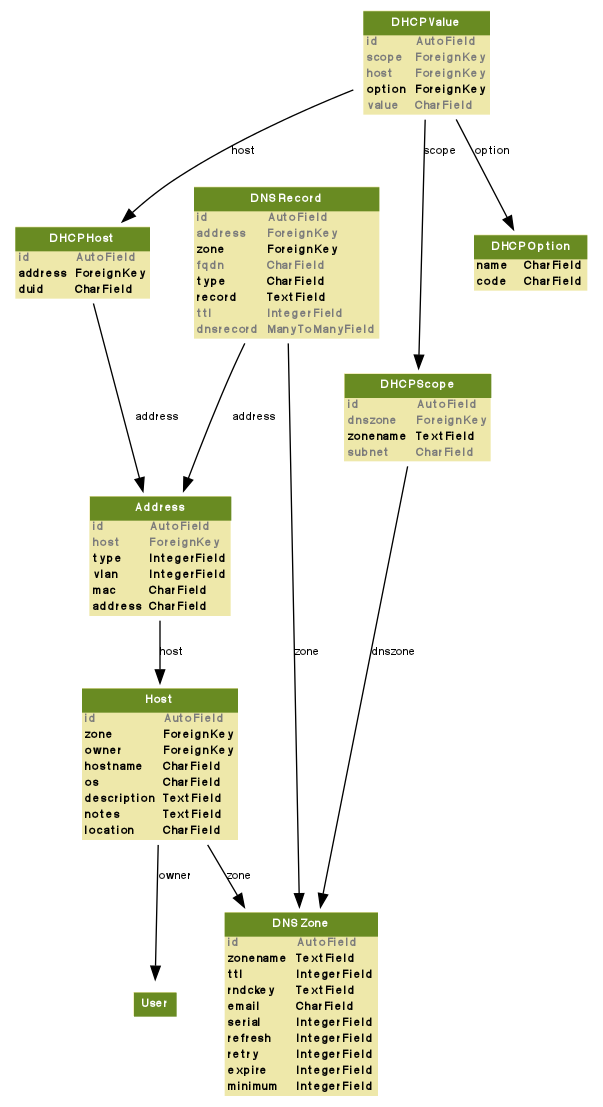 DHCPValue
id AutoField
scope ForeignKey
host ForeignKey
option ForeignKey
value CharField
host
scope
option
DNSRecord
id AutoField
address ForeignKey
zone ForeignKey
fqdn CharField
type CharField
record TextField
ttl IntegerField
dnsrecord ManyToManyField
DHCPHost
id AutoField
address ForeignKey
duid CharField
DHCPOption
name CharField
code CharField
DHCPScope
id AutoField
dnszone ForeignKey
zonename TextField
subnet CharField
address
address
Address
id AutoField
host ForeignKey
type IntegerField
vlan IntegerField
mac CharField
address CharField
host
zone
dnszone
Host
id AutoField
zone ForeignKey
owner ForeignKey
hostname CharField
os CharField
description TextField
notes TextField
location CharField
owner
zone
DNSZone
id AutoField
zonename TextField
ttl IntegerField
rndckey TextField
email CharField
serial IntegerField
refresh IntegerField
retry IntegerField
expire IntegerField
minimum IntegerField
User